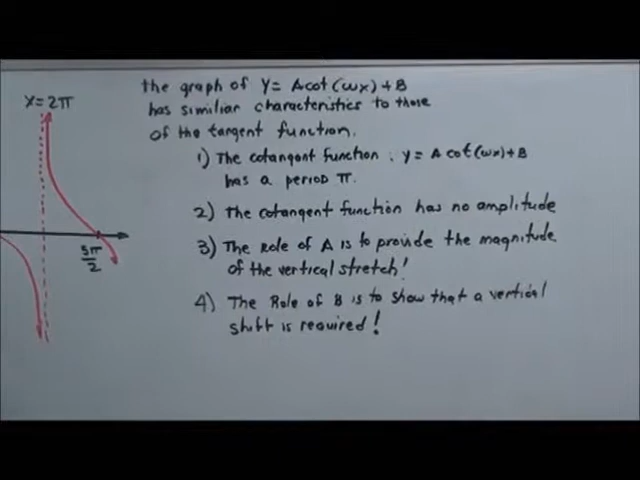 x = 2π
the graph of y = A cot (ωx) + B
has similiar characteristics to those
of the tangent function.
1) The cotangent function : y = A cot (ωx) + B
has a period π.
2) The cotangent function has no amplitude
3) The Role of A is to provide the magnitude
of the vertical stretch!
4) The Role of B is to show that a vertical
shift is required!
5π/2